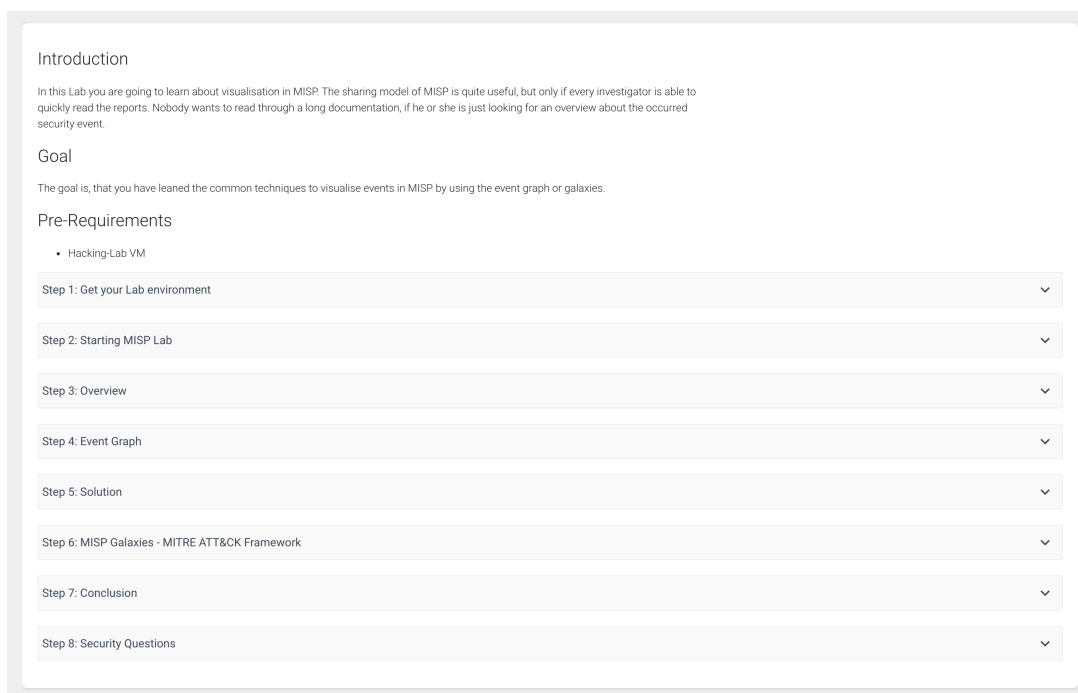 Introduction
In this Lab you are going to learn about visualisation in MISP. The sharing model of MISP is quite useful, but only if every investigator is able to
quickly read the reports. Nobody wants to read through a long documentation, if he or she is just looking for an overview about the occurred
security event.
Goal
The goal is, that you have leaned the common techniques to visualise events in MISP by using the event graph or galaxies.
Pre-Requirements
• Hacking-Lab VM
Step 1: Get your Lab environment
Step 2: Starting MISP Lab
Step 3: Overview
Step 4: Event Graph
Step 5: Solution
Step 6: MISP Galaxies - MITRE ATT&CK Framework
Step 7: Conclusion
Step 8: Security Questions